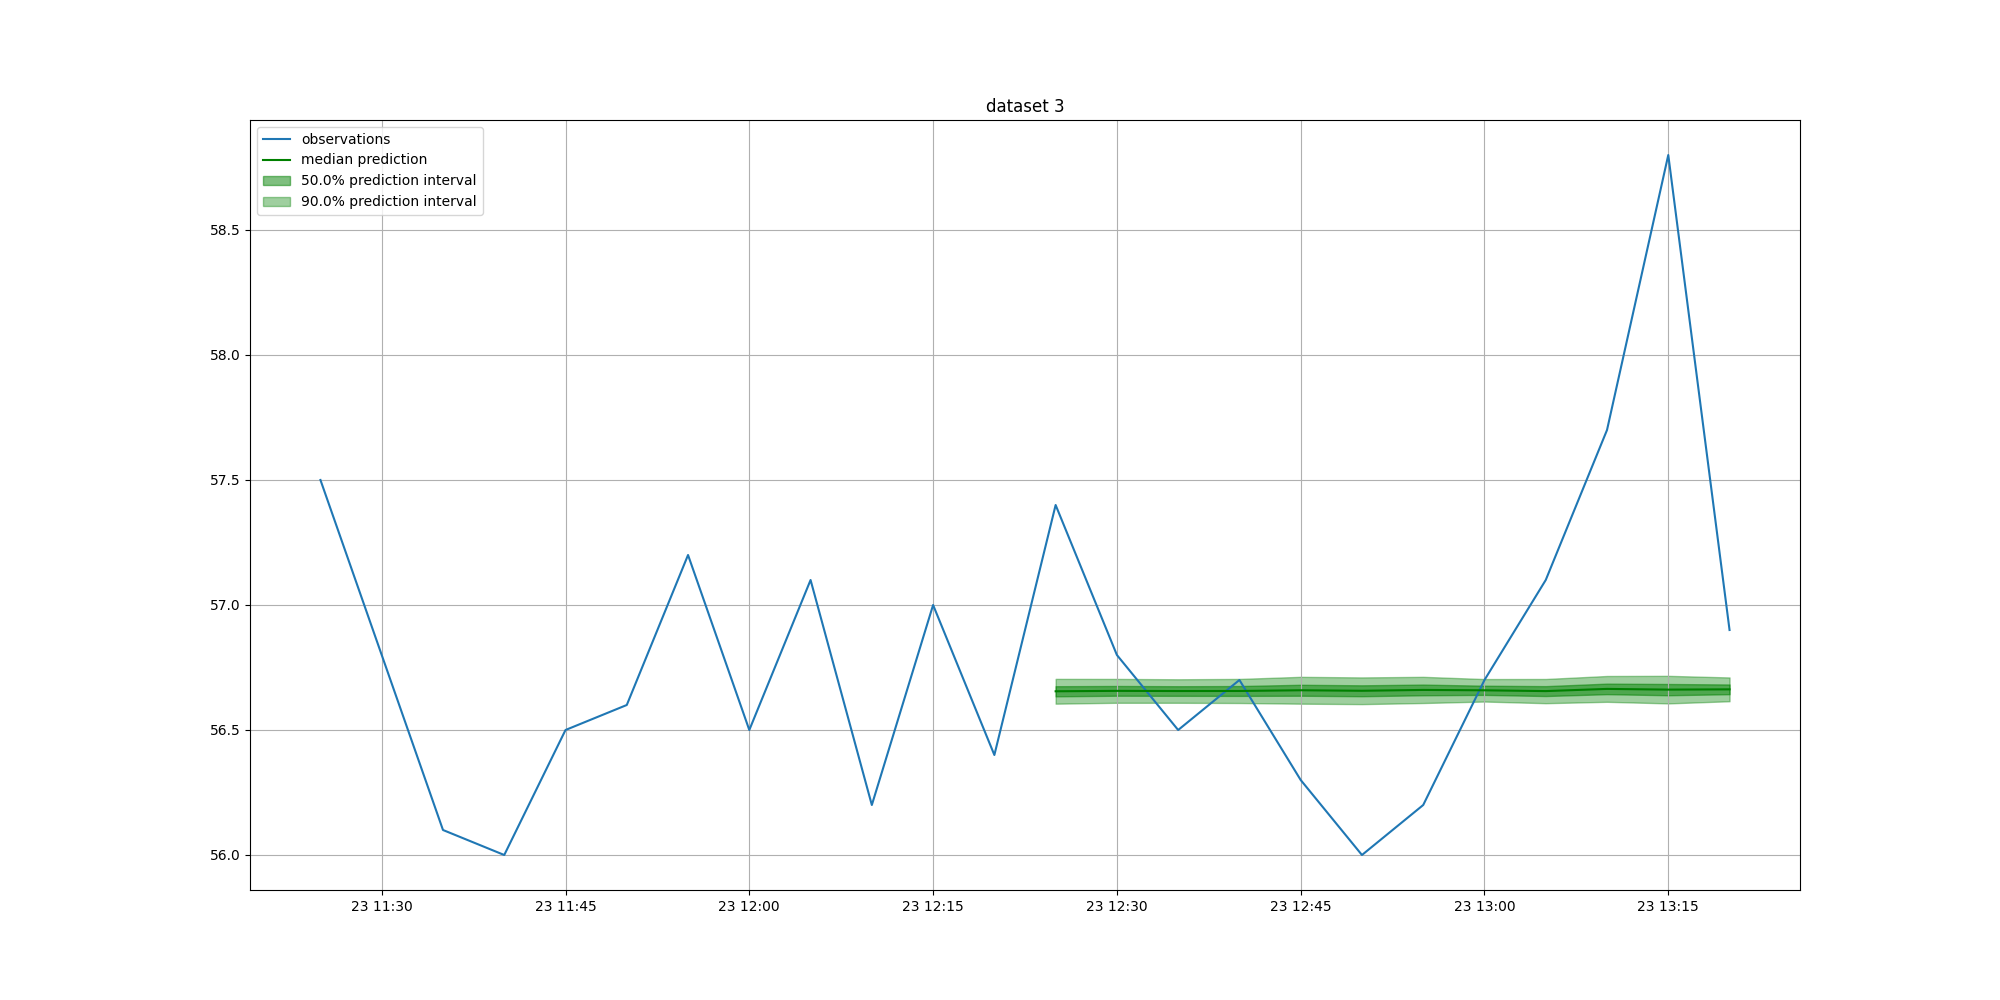 dataset 3
observations
median prediction
50.0% prediction interval
90.0% prediction interval
58.5
58.0
57.5
57.0
56.5
56.0
23 11:30 23 11:45 23 12:00 23 12:15 23 12:30 23 12:45 23 13:00 23 13:15